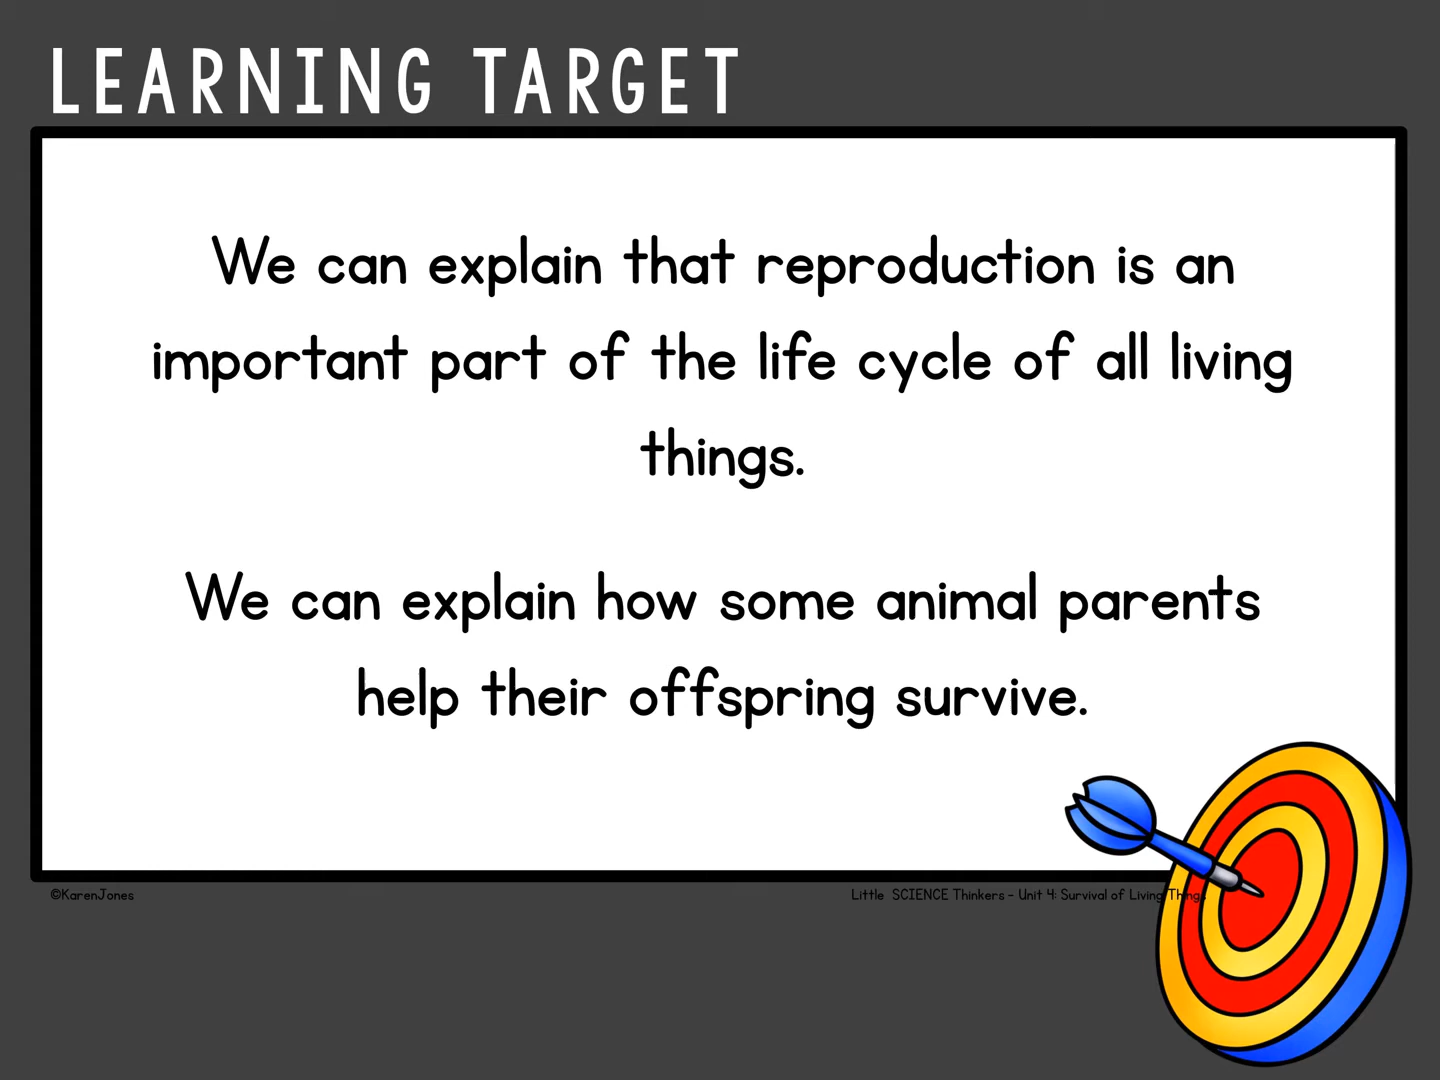 LEARNING TARGET
We can explain that reproduction is an
important part of the life cycle of all living
things.
We can explain how some animal parents
help their offspring survive.
©KarenJones
Little SCIENCE Thinkers - Unit 4: Survival of Living Things